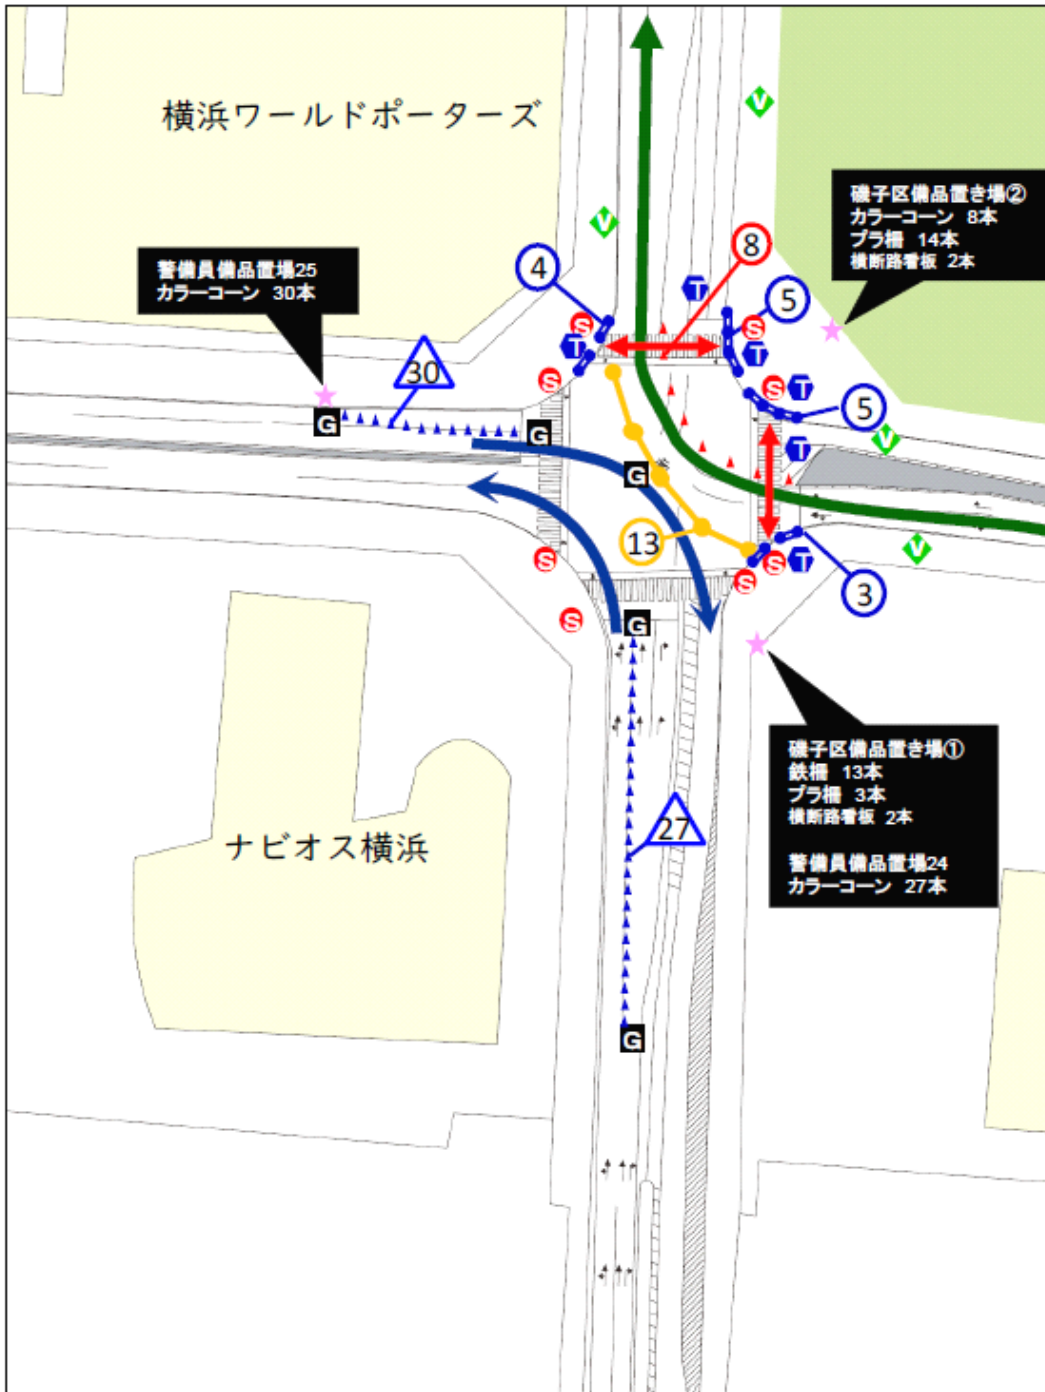 横浜ワールドポーターズ
V
磯子区備品置き場②
カラーコーン 8本
プラ柵 14本
横断路看板 2本
V
8
警備員備品置場25
カラーコーン 30本
4
T
5
S
S
T
T
30
S
S
T
5
G
G
V
T
G
13
V
S
S
T
S
3
S
G
磯子区備品置き場①
鉄柵 13本
プラ柵 3本
横断路看板 2本
27
ナビオス横浜
警備員備品置場24
カラーコーン 27本
G